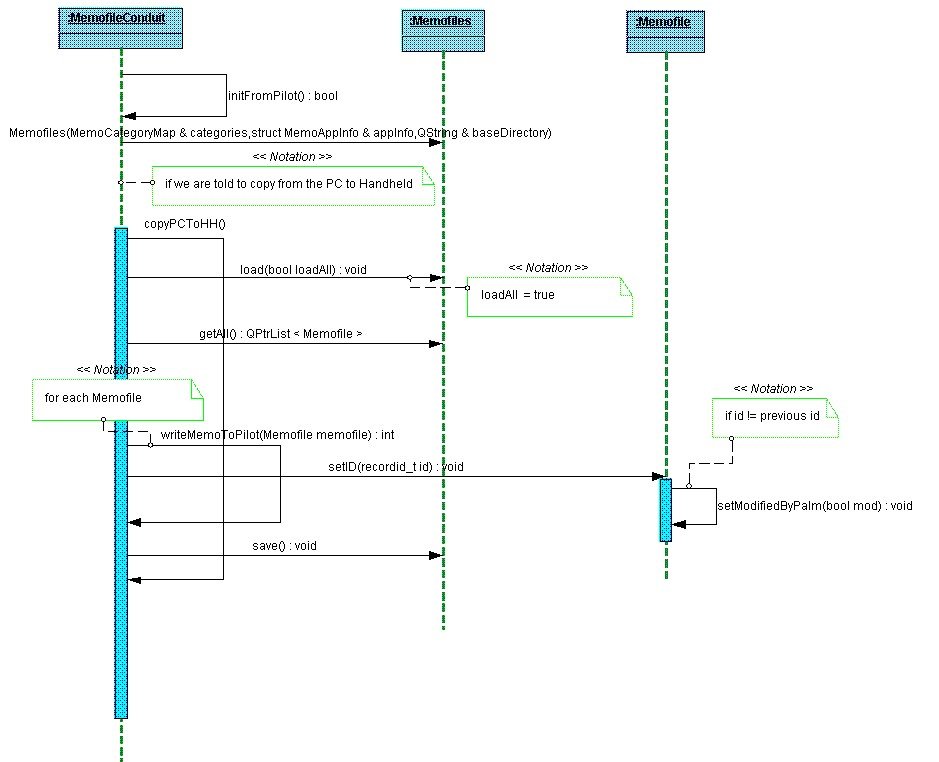 :MemofileConduit
:Memofiles
:Memofile
initFromPilot() : bool
Memofiles(MemoCategoryMap & categories,struct MemoAppInfo & appInfo,QString & baseDirectory)
<< Notation >>
if we are told to copy from the PC to Handheld
copyPCToHH()
load(bool loadAll) : void
<< Notation >>
loadAll = true
getAll() : QPtrList < Memofile >
<< Notation >>
for each Memofile
<< Notation >>
if id != previous id
writeMemoToPilot(Memofile memofile) : int
setID(recordid_t id) : void
setModifiedByPalm(bool mod) : void
save() : void